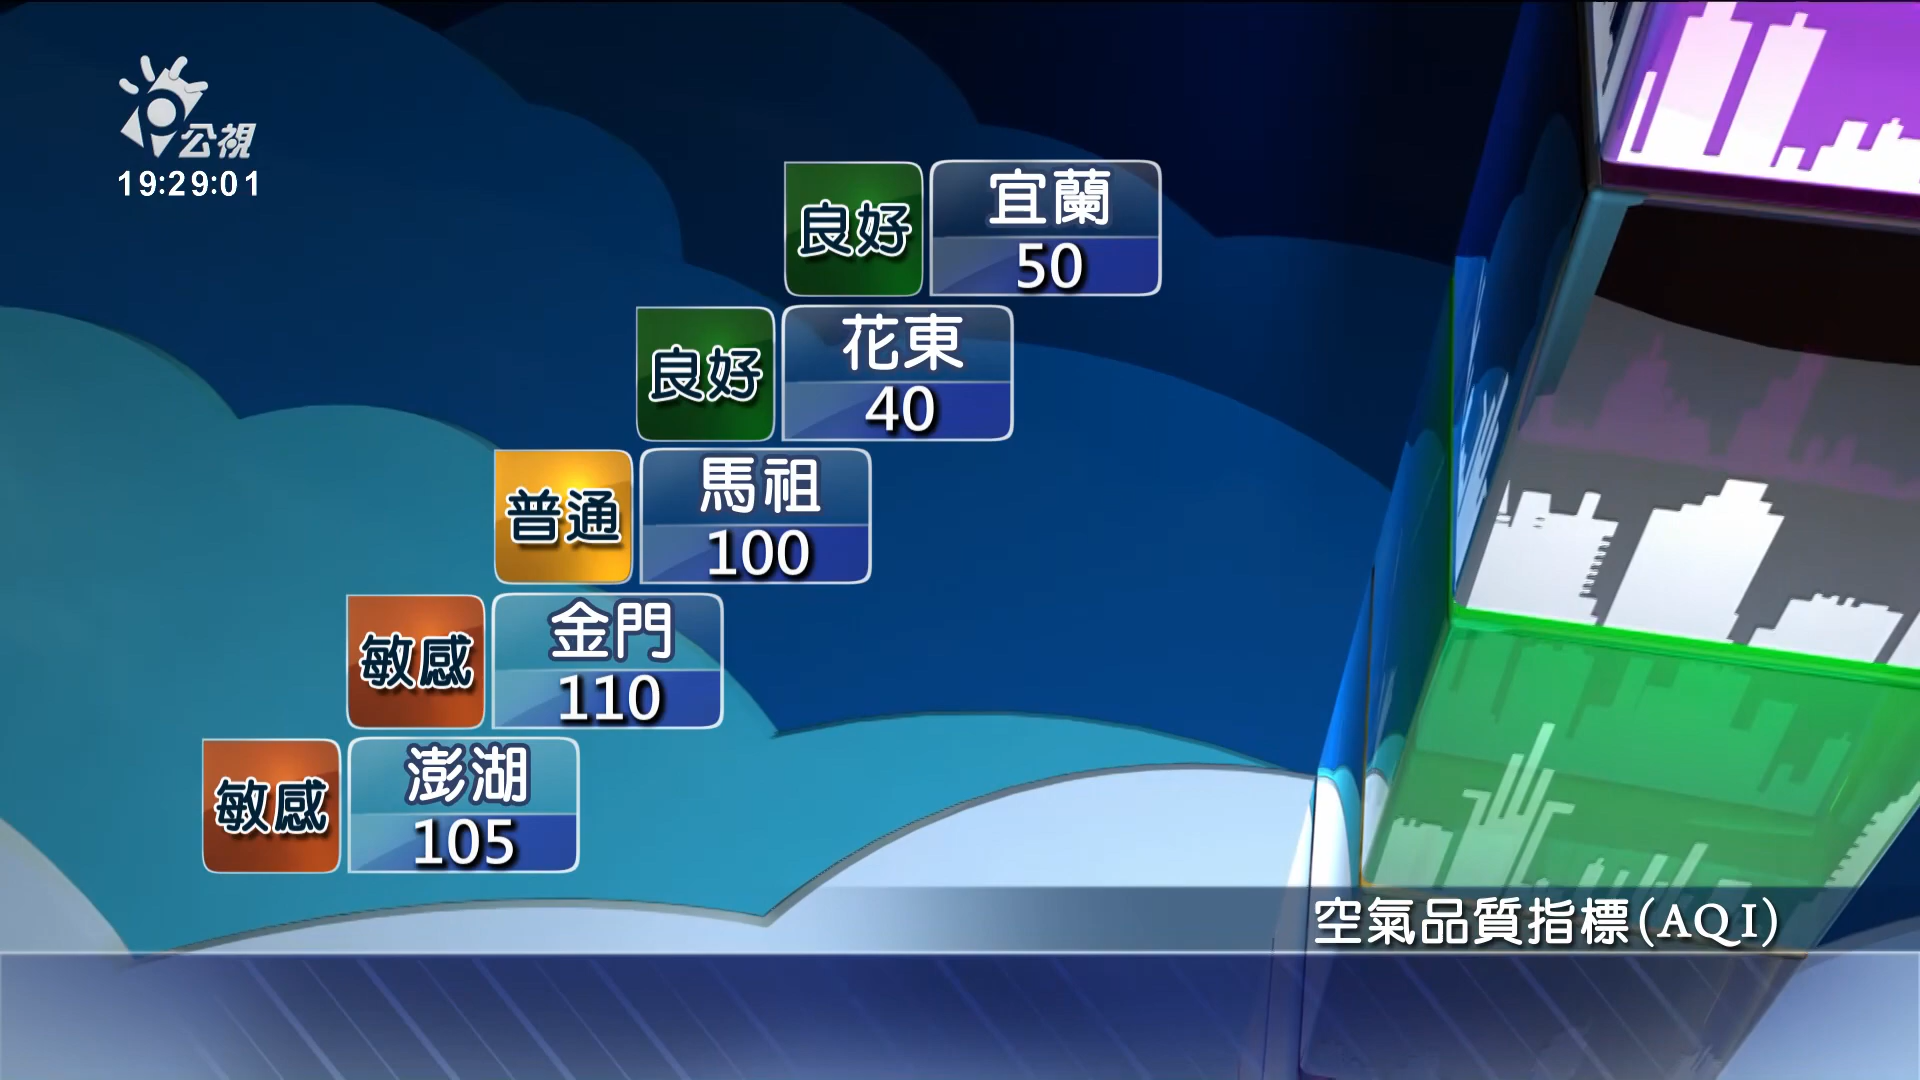 公視
19:29:01
良好 宜蘭
50
良好 花東
40
普通 馬祖
100
敏感 金門
110
敏感 澎湖
105
空氣品質指標(AQI)